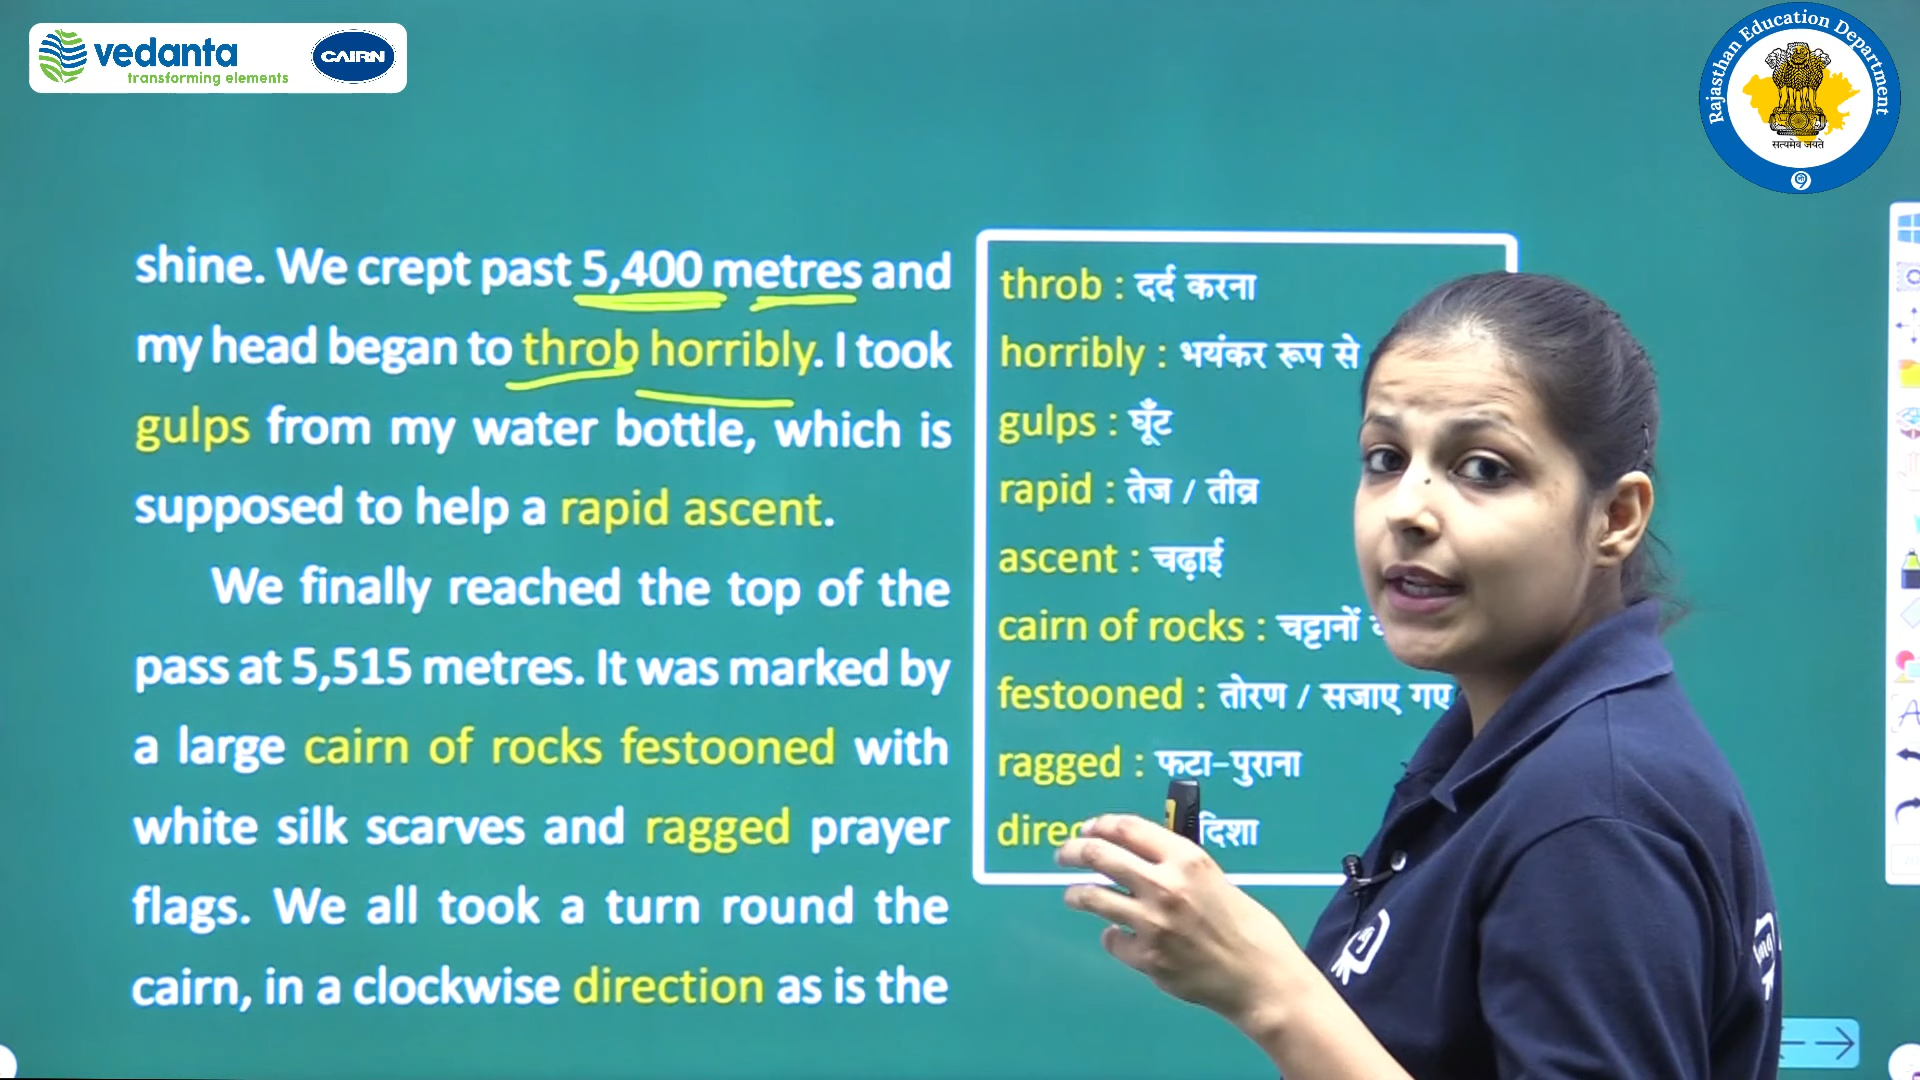 vedanta
transforming elements
CAIRN
Rajasthan Education Department
सत्यमेव जयते
shine. We crept past 5,400 metres and
my head began to throb horribly. I took
gulps from my water bottle, which is
supposed to help a rapid ascent.
We finally reached the top of the
pass at 5,515 metres. It was marked by
a large cairn of rocks festooned with
white silk scarves and ragged prayer
flags. We all took a turn round the
cairn, in a clockwise direction as is the
throb : दर्द करना
horribly : भयंकर रूप से
gulps : घूँट
rapid : तेज / तीव्र
ascent : चढ़ाई
cairn of rocks : चट्टानों
festooned : तोरण / सजाए गए
ragged : फटा-पुराना
दिशा